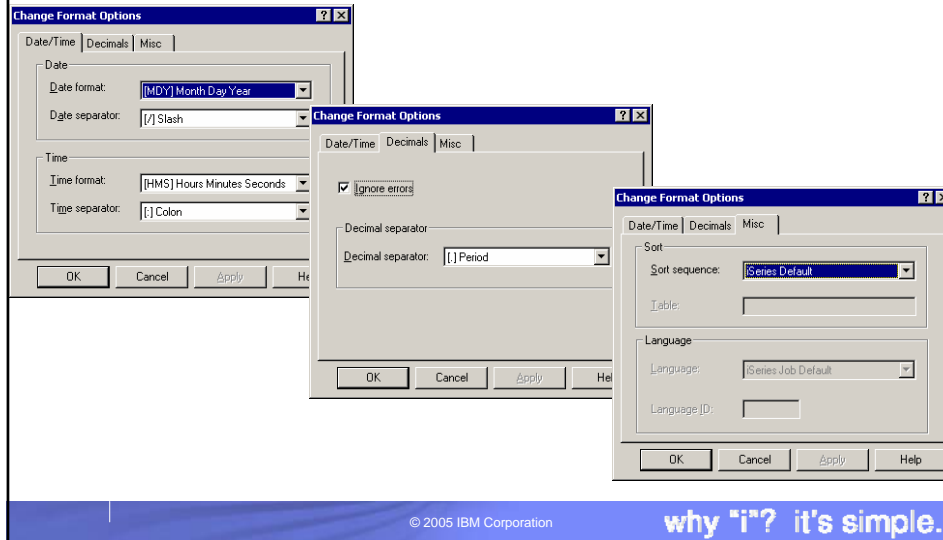 Change Format Options
Date/Time Decimals Misc
Date
Date format: [MDY] Month Day Year
Date separator: [/] Slash
Time
Time format: [HMS] Hours Minutes Seconds
Time separator: [:] Colon
OK Cancel Apply He
Change Format Options
Date/Time Decimals Misc
Ignore errors
Decimal separator
Decimal separator: [.] Period
OK Cancel Apply Hel
Change Format Options
Date/Time Decimals Misc
Sort
Sort sequence: iSeries Default
Table:
Language
Language: iSeries Job Default
Language ID:
OK Cancel Apply Help
© 2005 IBM Corporation
why "i"? it's simple.